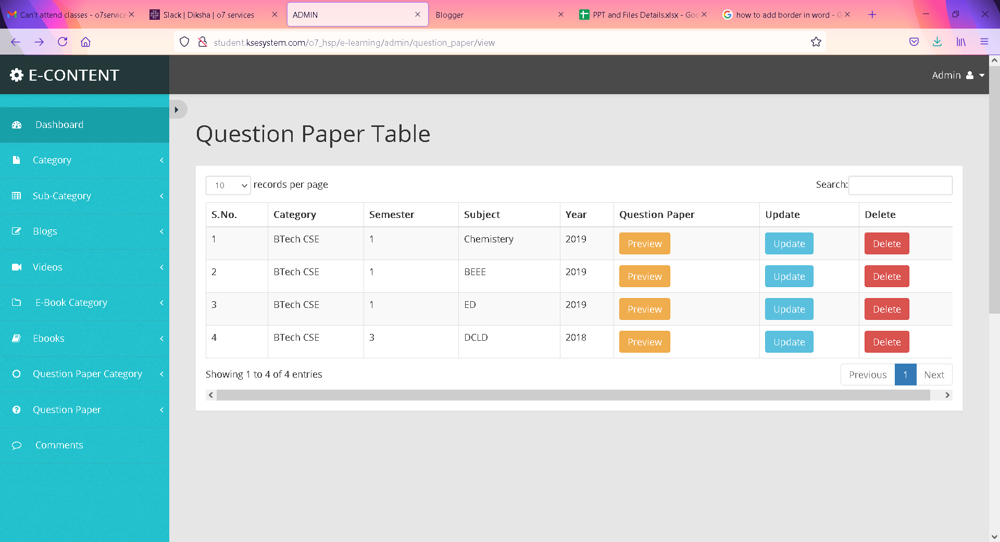 Can't attend classes - o7service
Slack | Diksha | o7 services
ADMIN
Blogger
PPT and Files Details.xlsx - Goo
how to add border in word - G
student.ksesystem.com/o7_hsp/e-learning/admin/question_paper/view
E-CONTENT
Admin
Dashboard
Category
Sub-Category
Blogs
Videos
E-Book Category
Ebooks
Question Paper Category
Question Paper
Comments
Question Paper Table
10 records per page
Search:
S.No. Category Semester Subject Year Question Paper Update Delete
1 BTech CSE 1 Chemistery 2019 Preview Update Delete
2 BTech CSE 1 BEEE 2019 Preview Update Delete
3 BTech CSE 1 ED 2019 Preview Update Delete
4 BTech CSE 3 DCLD 2018 Preview Update Delete
Showing 1 to 4 of 4 entries
Previous 1 Next